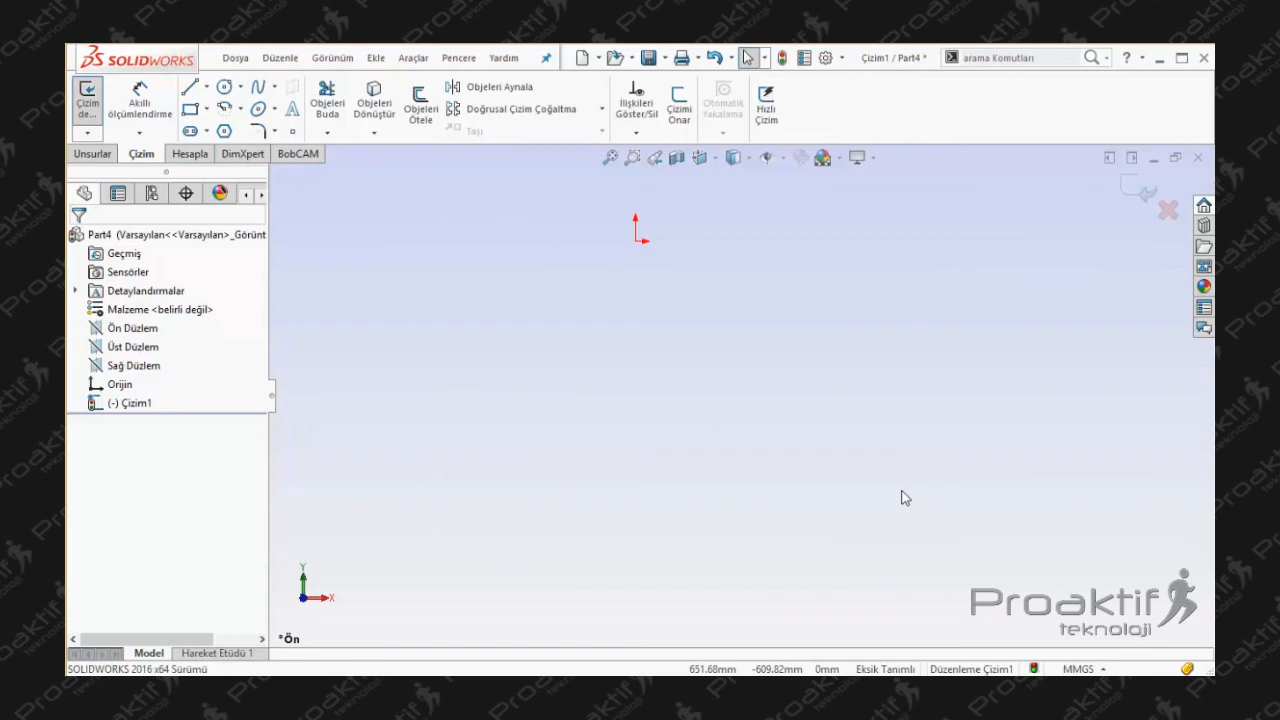 SOLIDWORKS Dosya Düzenle Görünüm Ekle Araçlar Pencere Yardım Çizim1 / Part4 * arama Komutları ?
Çizim de...
Akıllı ölçümlendirme
Objeleri Buda
Objeleri Dönüştür
Objeleri Ötele
Objeleri Aynala
Doğrusal Çizim Çoğaltma
Taşı
İlişkileri Göster/Sil
Çizimi Onar
Otomatik Yakalama
Hızlı Çizim
Unsurlar Çizim Hesapla DimXpert BobCAM
Part4 (Varsayılan<<Varsayılan>_Görünt
Geçmiş
Sensörler
Detaylandırmalar
Malzeme <belirli değil>
Ön Düzlem
Üst Düzlem
Sağ Düzlem
Orijin
(-) Çizim1
Y
X
*Ön
Proaktif
teknoloji
Model Hareket Etüdü 1
SOLIDWORKS 2016 x64 Sürümü 651.68mm -609.82mm 0mm Eksik Tanımlı Düzenleme Çizim1 MMGS